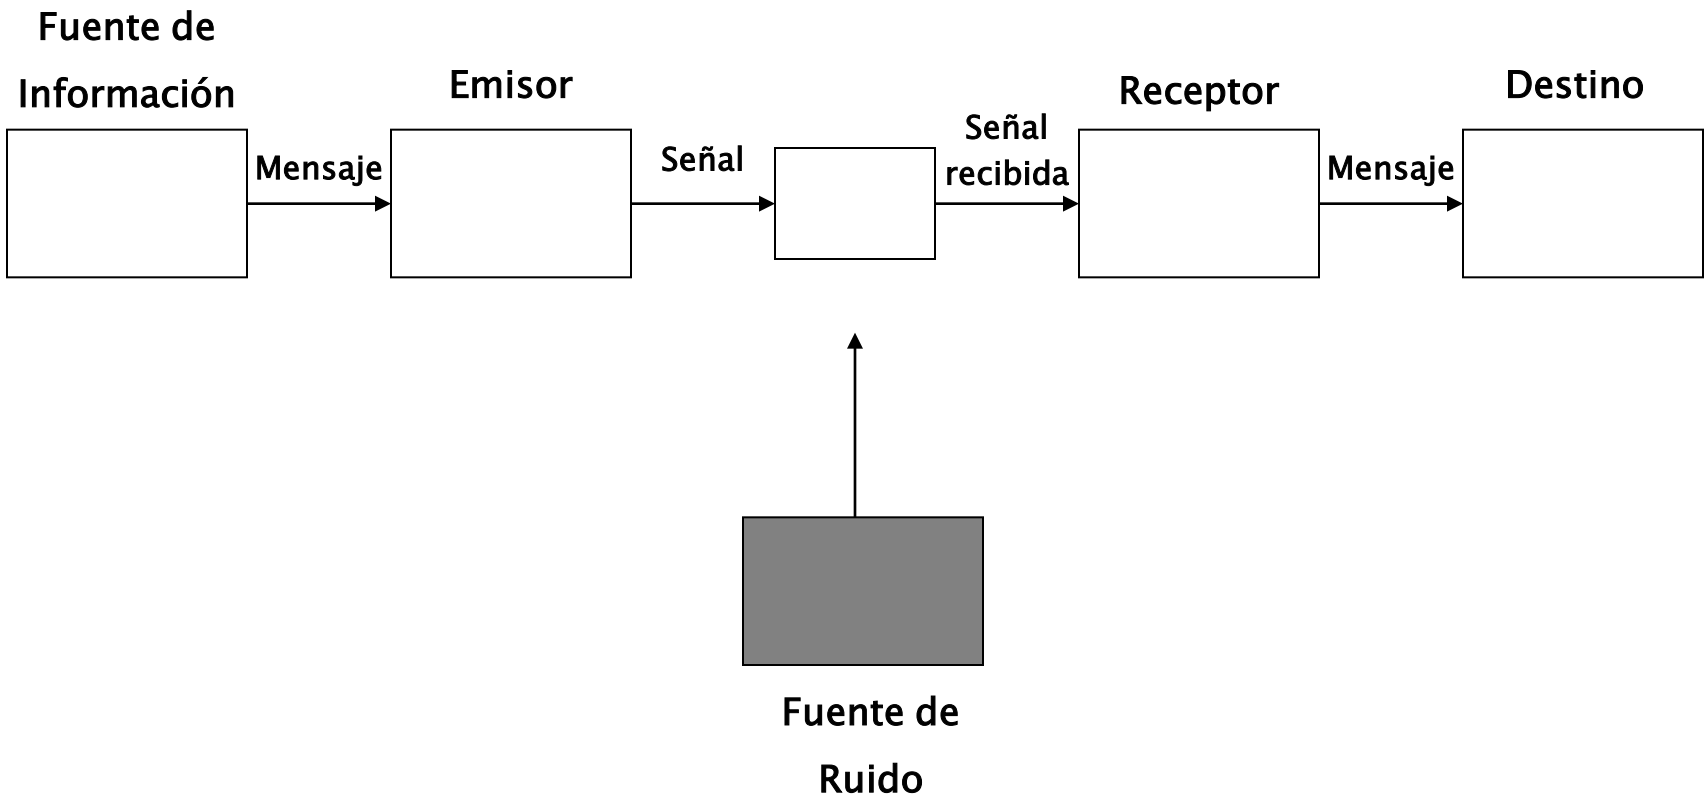 Fuente de
Información
Emisor
Receptor
Destino
Mensaje
Señal
Señal
recibida
Mensaje
Fuente de
Ruido